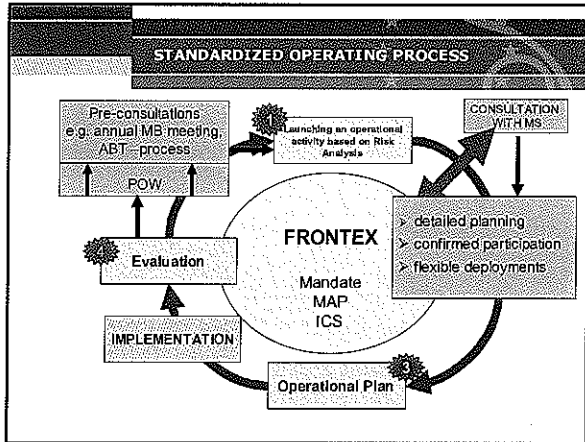 STANDARDIZED OPERATING PROCESS
Pre-consultations
e.g. annual MB meeting,
ABT –process
POW
1
Launching an operational
activity based on Risk
Analysis
CONSULTATION
WITH MS
➢ detailed planning
➢ confirmed participation
➢ flexible deployments
FRONTEX
Mandate
MAP
ICS
Evaluation
IMPLEMENTATION
Operational Plan
3